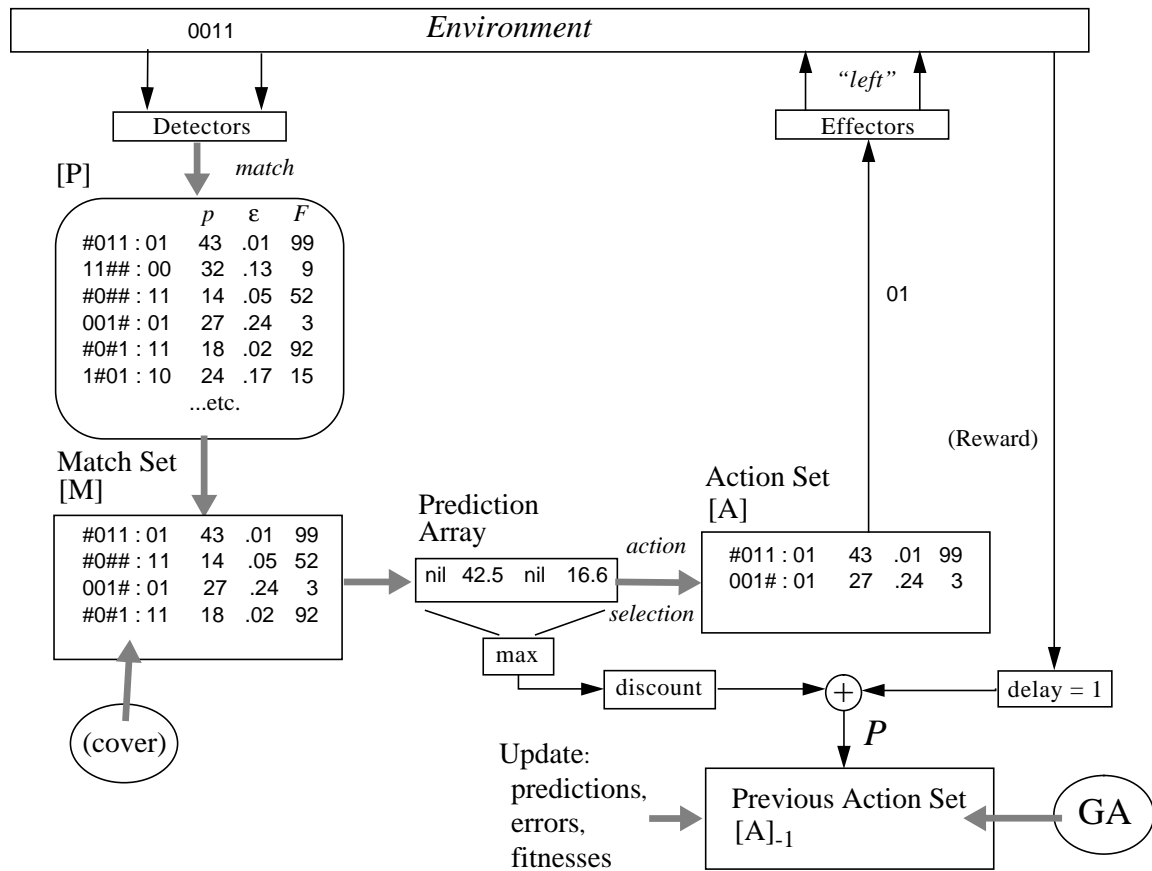 0011 Environment
"left"
Detectors
Effectors
match
[P]
p ε F
#011 : 01 43 .01 99
11## : 00 32 .13 9
#0## : 11 14 .05 52
001# : 01 27 .24 3
#0#1 : 11 18 .02 92
1#01 : 10 24 .17 15
...etc.
01
(Reward)
Match Set
[M]
#011 : 01 43 .01 99
#0## : 11 14 .05 52
001# : 01 27 .24 3
#0#1 : 11 18 .02 92
(cover)
Prediction
Array
nil 42.5 nil 16.6
action
selection
Action Set
[A]
#011 : 01 43 .01 99
001# : 01 27 .24 3
max
discount
+
delay = 1
P
Update:
predictions,
errors,
fitnesses
Previous Action Set
[A]-1
GA